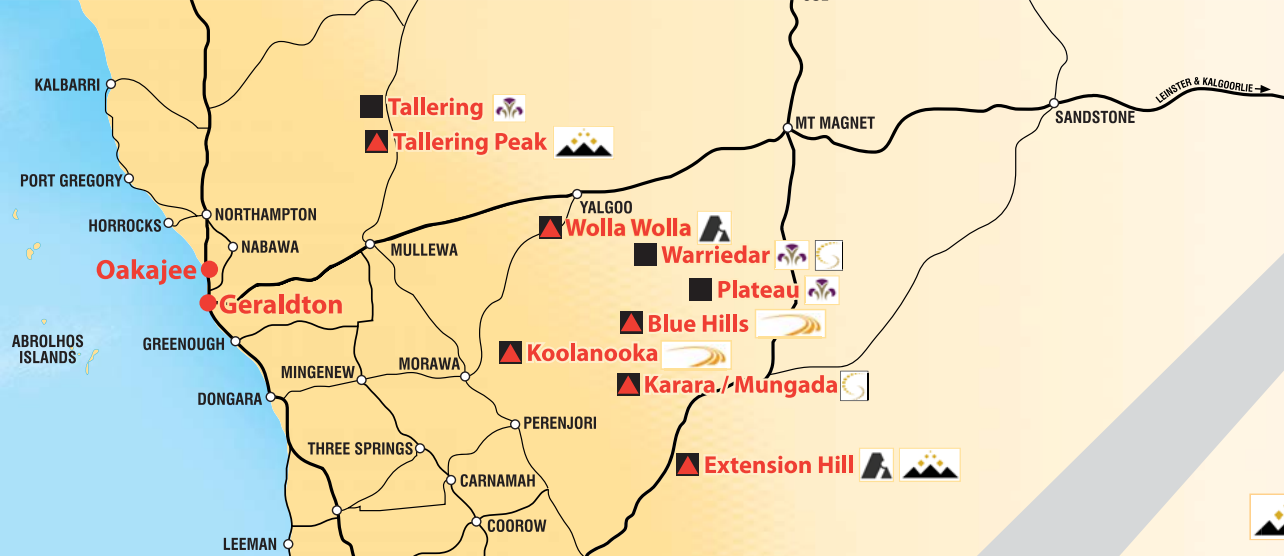 KALBARRI
LEINSTER & KALGOORLIE
Tallering
SANDSTONE
MT MAGNET
Tallering Peak
PORT GREGORY
YALGOO
NORTHAMPTON
HORROCKS
Wolla Wolla
NABAWA
MULLEWA
Warriedar
Oakajee
Plateau
Geraldton
Blue Hills
ABROLHOS
ISLANDS
GREENOUGH
Koolanooka
MORAWA
MINGENEW
Karara / Mungada
DONGARA
PERENJORI
THREE SPRINGS
Extension Hill
CARNAMAH
COOROW
LEEMAN